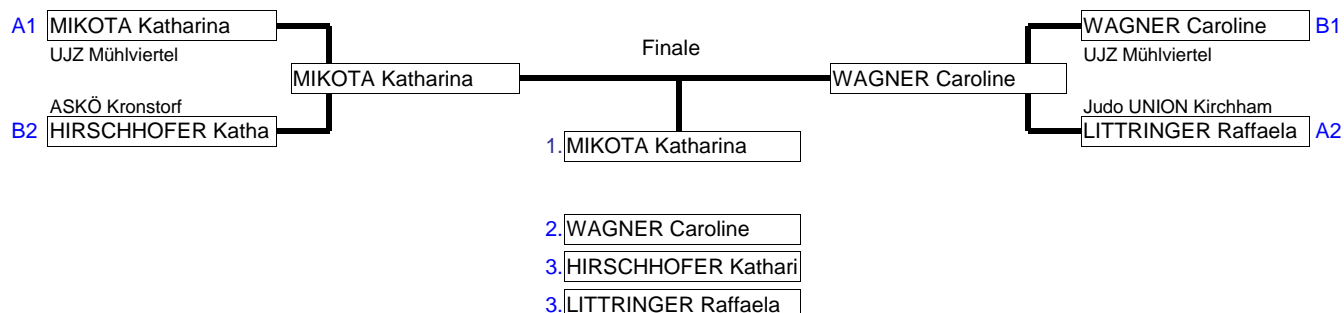 A1 MIKOTA Katharina
UJZ Mühlviertel
MIKOTA Katharina
ASKÖ Kronstorf
B2 HIRSCHHOFER Katha
Finale
WAGNER Caroline B1
UJZ Mühlviertel
WAGNER Caroline
Judo UNION Kirchham
LITTRINGER Raffaela A2
1. MIKOTA Katharina
2. WAGNER Caroline
3. HIRSCHHOFER Kathari
3. LITTRINGER Raffaela